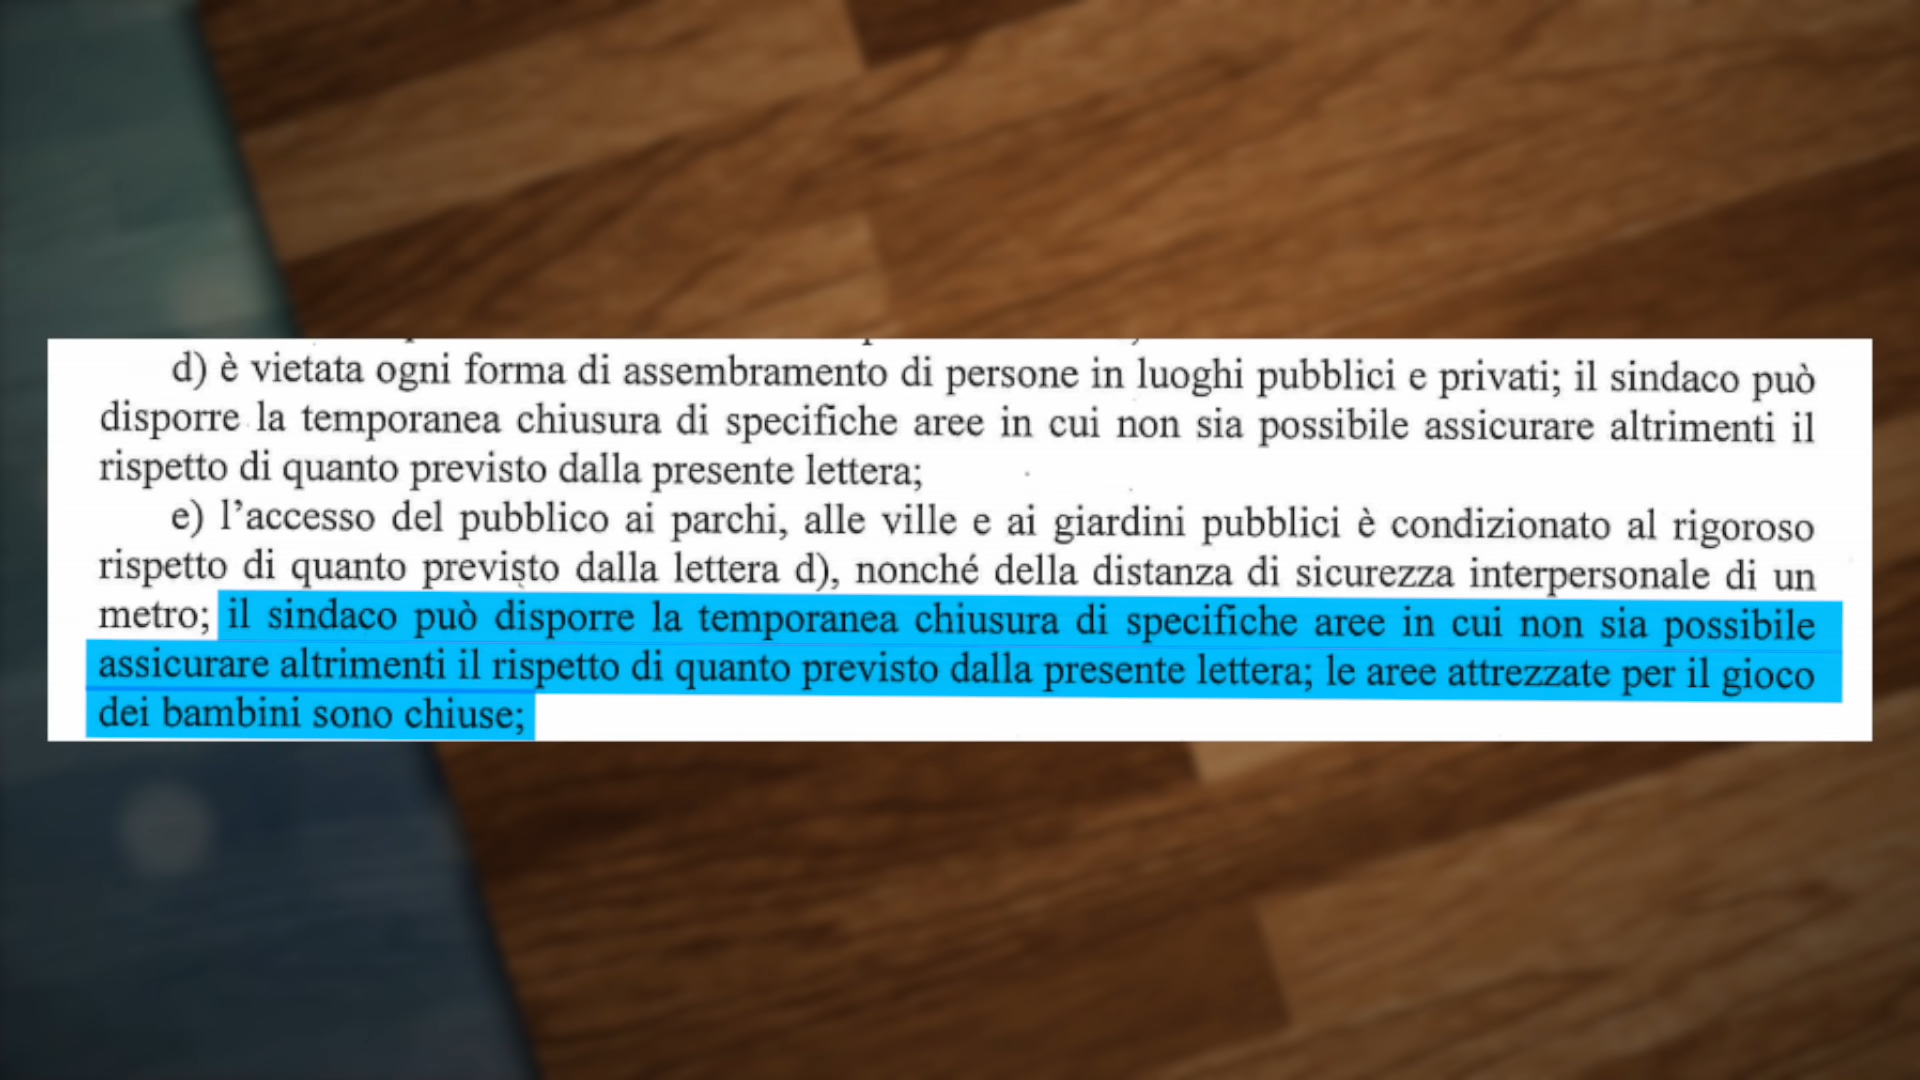 d) è vietata ogni forma di assembramento di persone in luoghi pubblici e privati; il sindaco può
disporre la temporanea chiusura di specifiche aree in cui non sia possibile assicurare altrimenti il
rispetto di quanto previsto dalla presente lettera;
e) l’accesso del pubblico ai parchi, alle ville e ai giardini pubblici è condizionato al rigoroso
rispetto di quanto previsto dalla lettera d), nonché della distanza di sicurezza interpersonale di un
metro; il sindaco può disporre la temporanea chiusura di specifiche aree in cui non sia possibile
assicurare altrimenti il rispetto di quanto previsto dalla presente lettera; le aree attrezzate per il gioco
dei bambini sono chiuse;